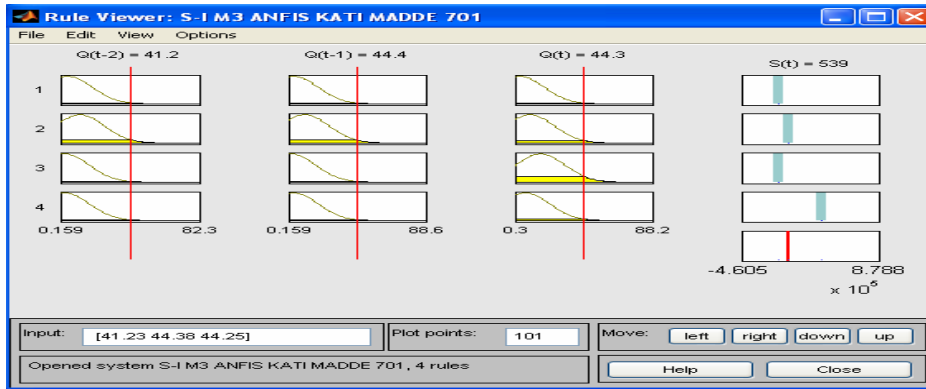 Rule Viewer: S-I M3 ANFIS KATI MADDE 701
File Edit View Options
Q(t-2) = 41.2 Q(t-1) = 44.4 Q(t) = 44.3 S(t) = 539
1
2
3
4
0.159 82.3 0.159 88.6 0.3 88.2
-4.605 8.788
x 10^5
Input: [41.23 44.38 44.25] Plot points: 101 Move: left right down up
Opened system S-I M3 ANFIS KATI MADDE 701, 4 rules Help Close